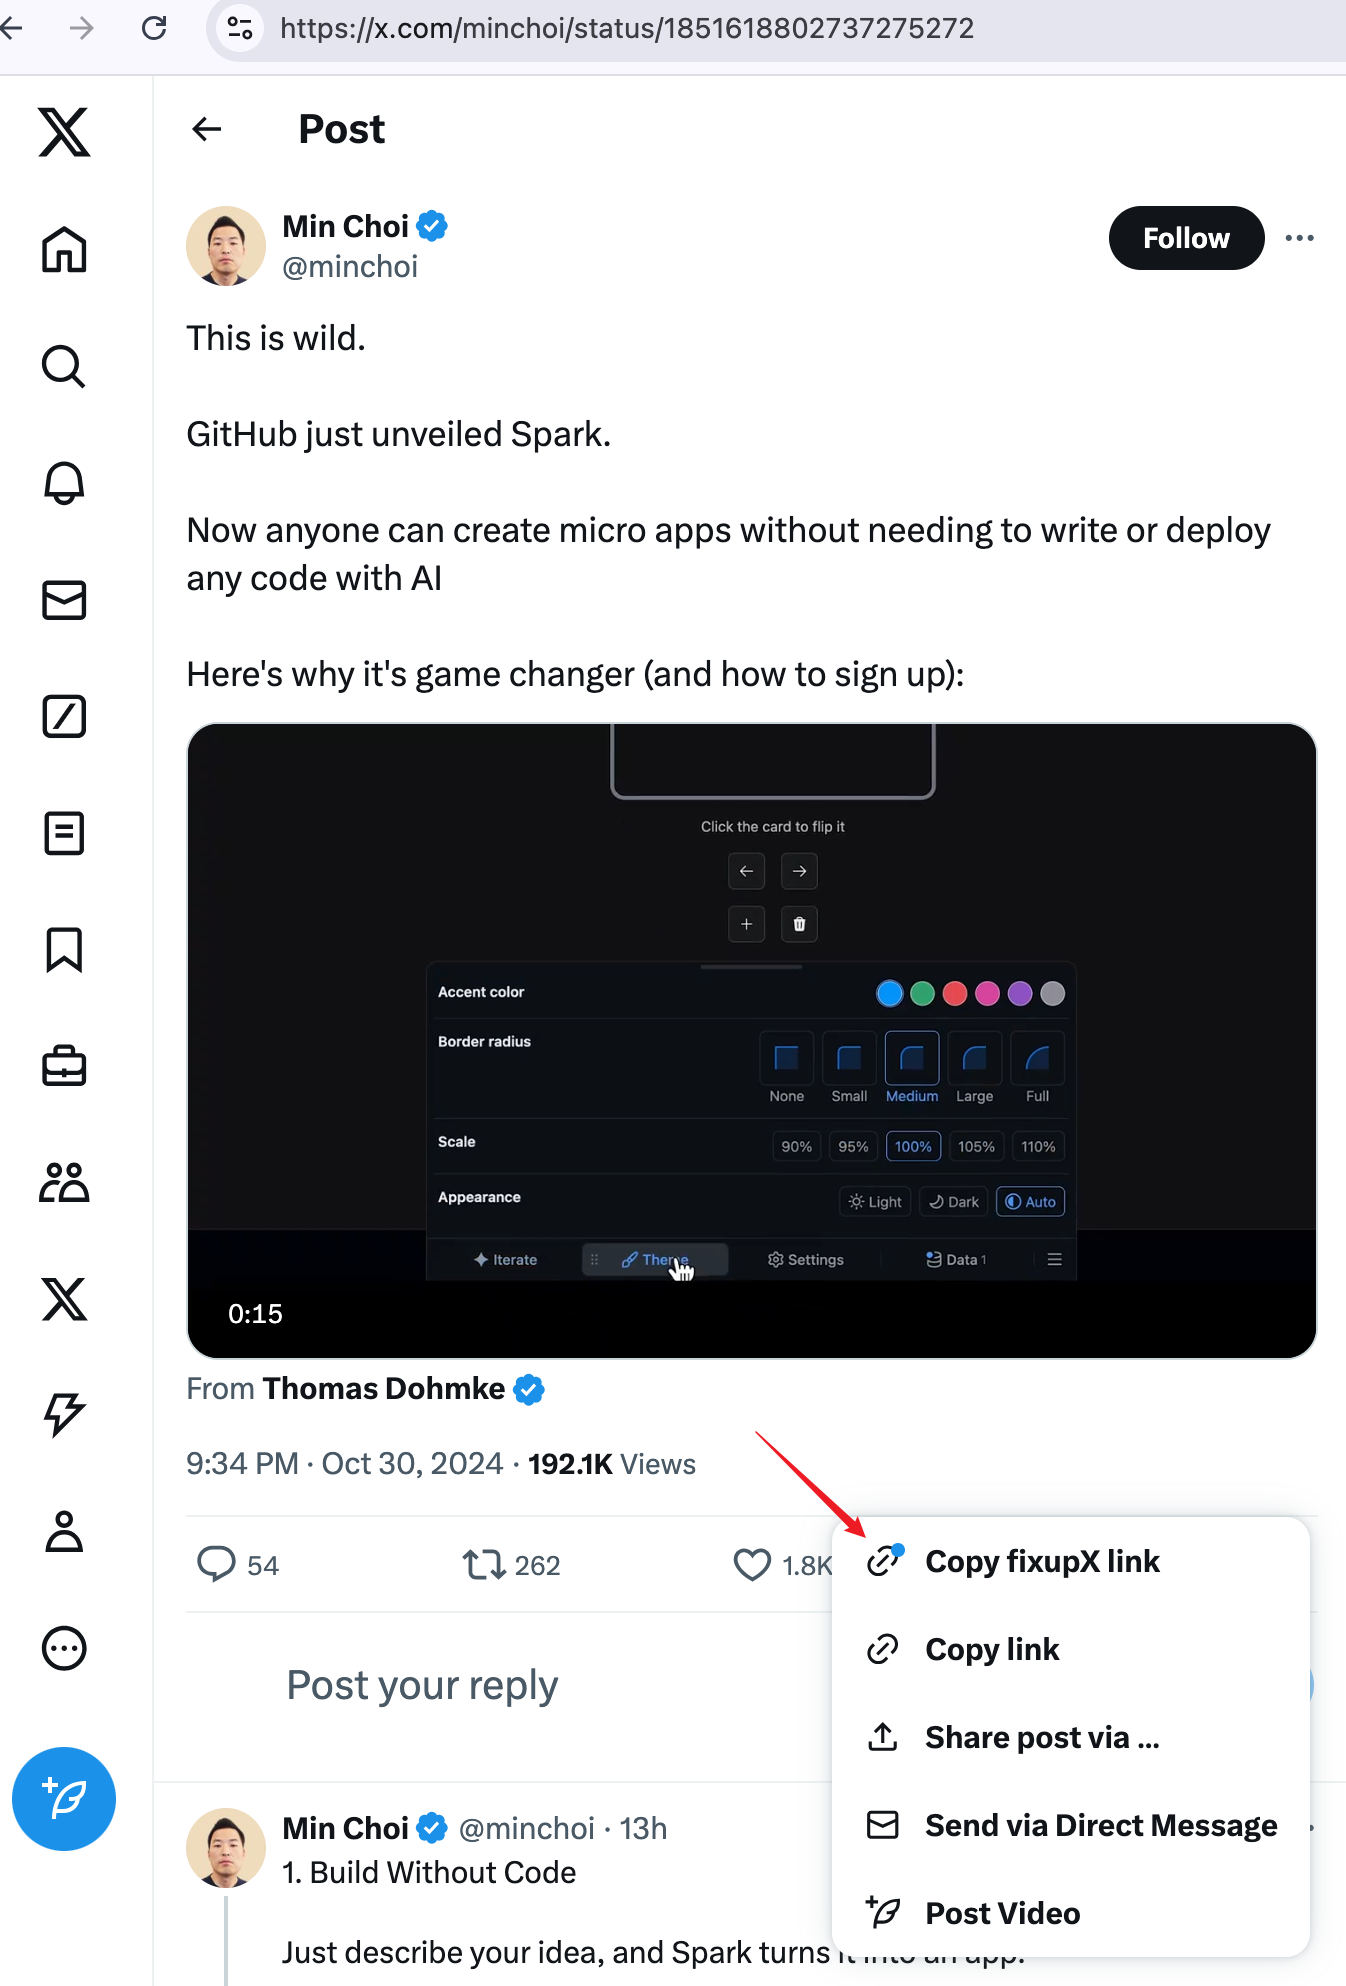 https://x.com/minchoi/status/1851618802737275272
Post
Min Choi
@minchoi
Follow
This is wild.
GitHub just unveiled Spark.
Now anyone can create micro apps without needing to write or deploy
any code with AI
Here's why it's game changer (and how to sign up):
Click the card to flip it
Accent color
Border radius
None Small Medium Large Full
Scale
90% 95% 100% 105% 110%
Appearance
Light Dark Auto
Iterate Theme Settings Data 1
0:15
From Thomas Dohmke
9:34 PM · Oct 30, 2024 · 192.1K Views
54 262 1.8K
Copy fixupX link
Copy link
Share post via ...
Send via Direct Message
Post Video
Post your reply
Min Choi @minchoi · 13h
1. Build Without Code
Just describe your idea, and Spark turns it into an app.